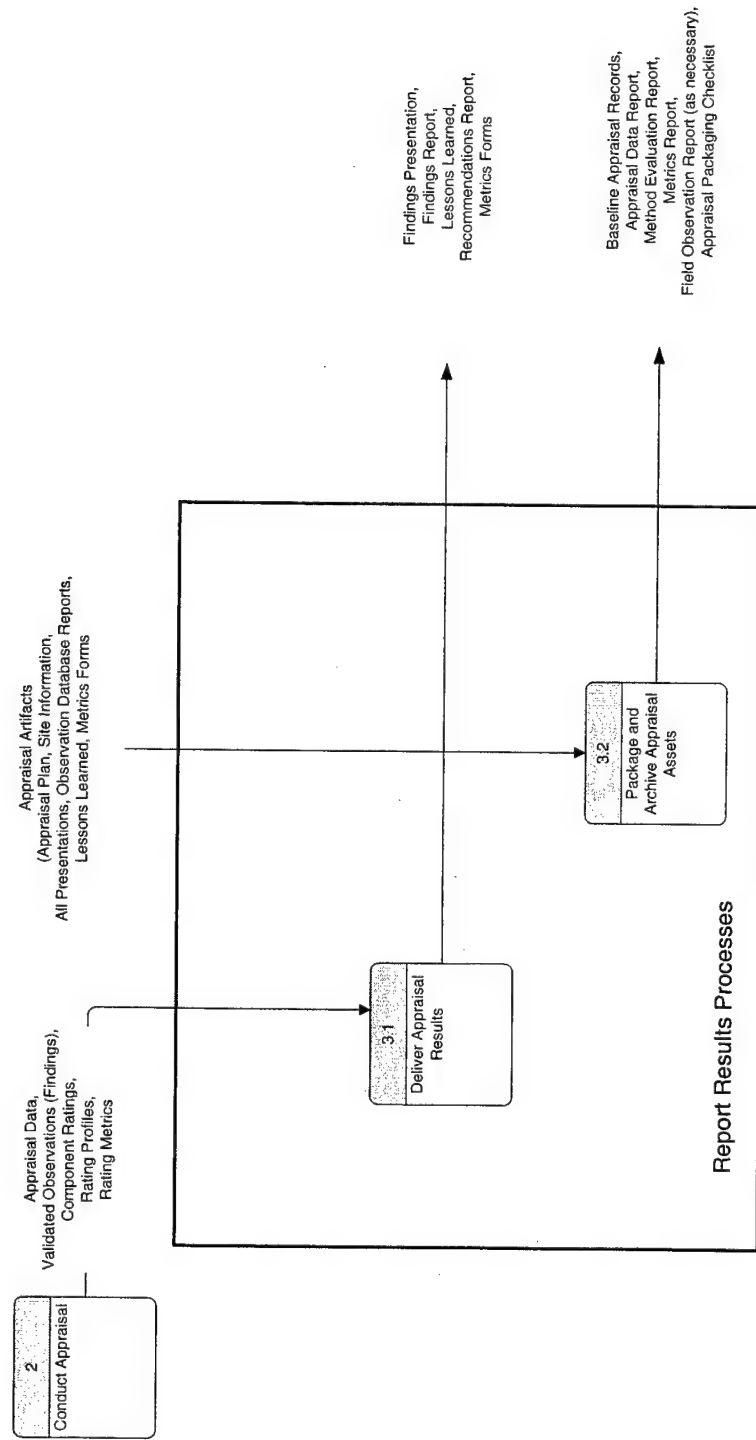 2
Conduct Appraisal
Appraisal Data,
Validated Observations (Findings),
Component Ratings,
Rating Profiles,
Rating Metrics
Appraisal Artifacts
(Appraisal Plan, Site Information,
All Presentations, Observation Database Reports,
Lessons Learned, Metrics Forms
3.1
Deliver Appraisal
Results
Findings Presentation,
Findings Report,
Lessons Learned,
Recommendations Report,
Metrics Forms
3.2
Package and
Archive Appraisal
Assets
Baseline Appraisal Records,
Appraisal Data Report,
Method Evaluation Report,
Metrics Report,
Field Observation Report (as necessary),
Appraisal Packaging Checklist
Report Results Processes